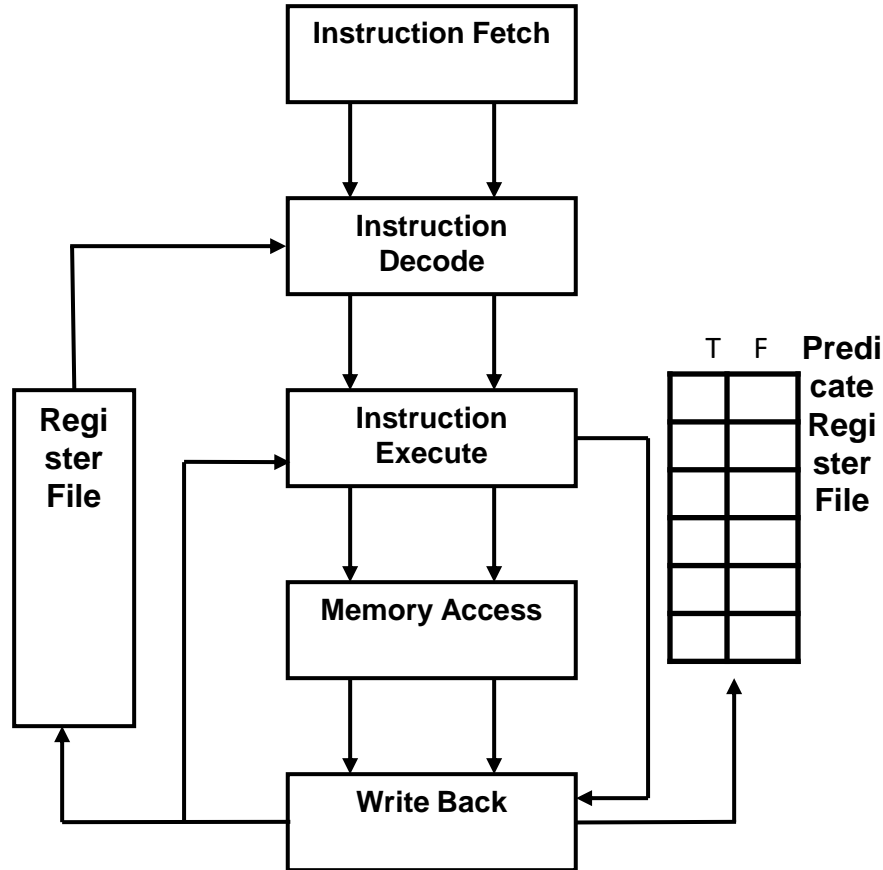 Instruction Fetch
Instruction
Decode
T F
Predi
cate
Regi
ster
File
Regi
ster
File
Instruction
Execute
Memory Access
Write Back